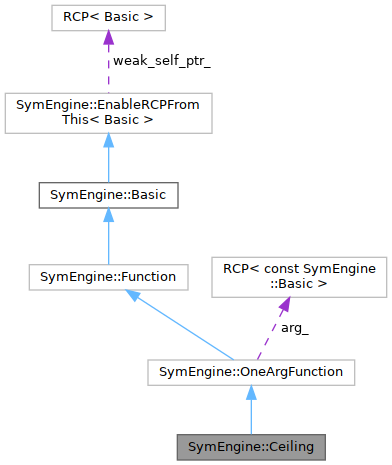 RCP< Basic >
weak_self_ptr_
SymEngine::EnableRCPFrom
This< Basic >
SymEngine::Basic
SymEngine::Function
RCP< const SymEngine
::Basic >
arg_
SymEngine::OneArgFunction
SymEngine::Ceiling